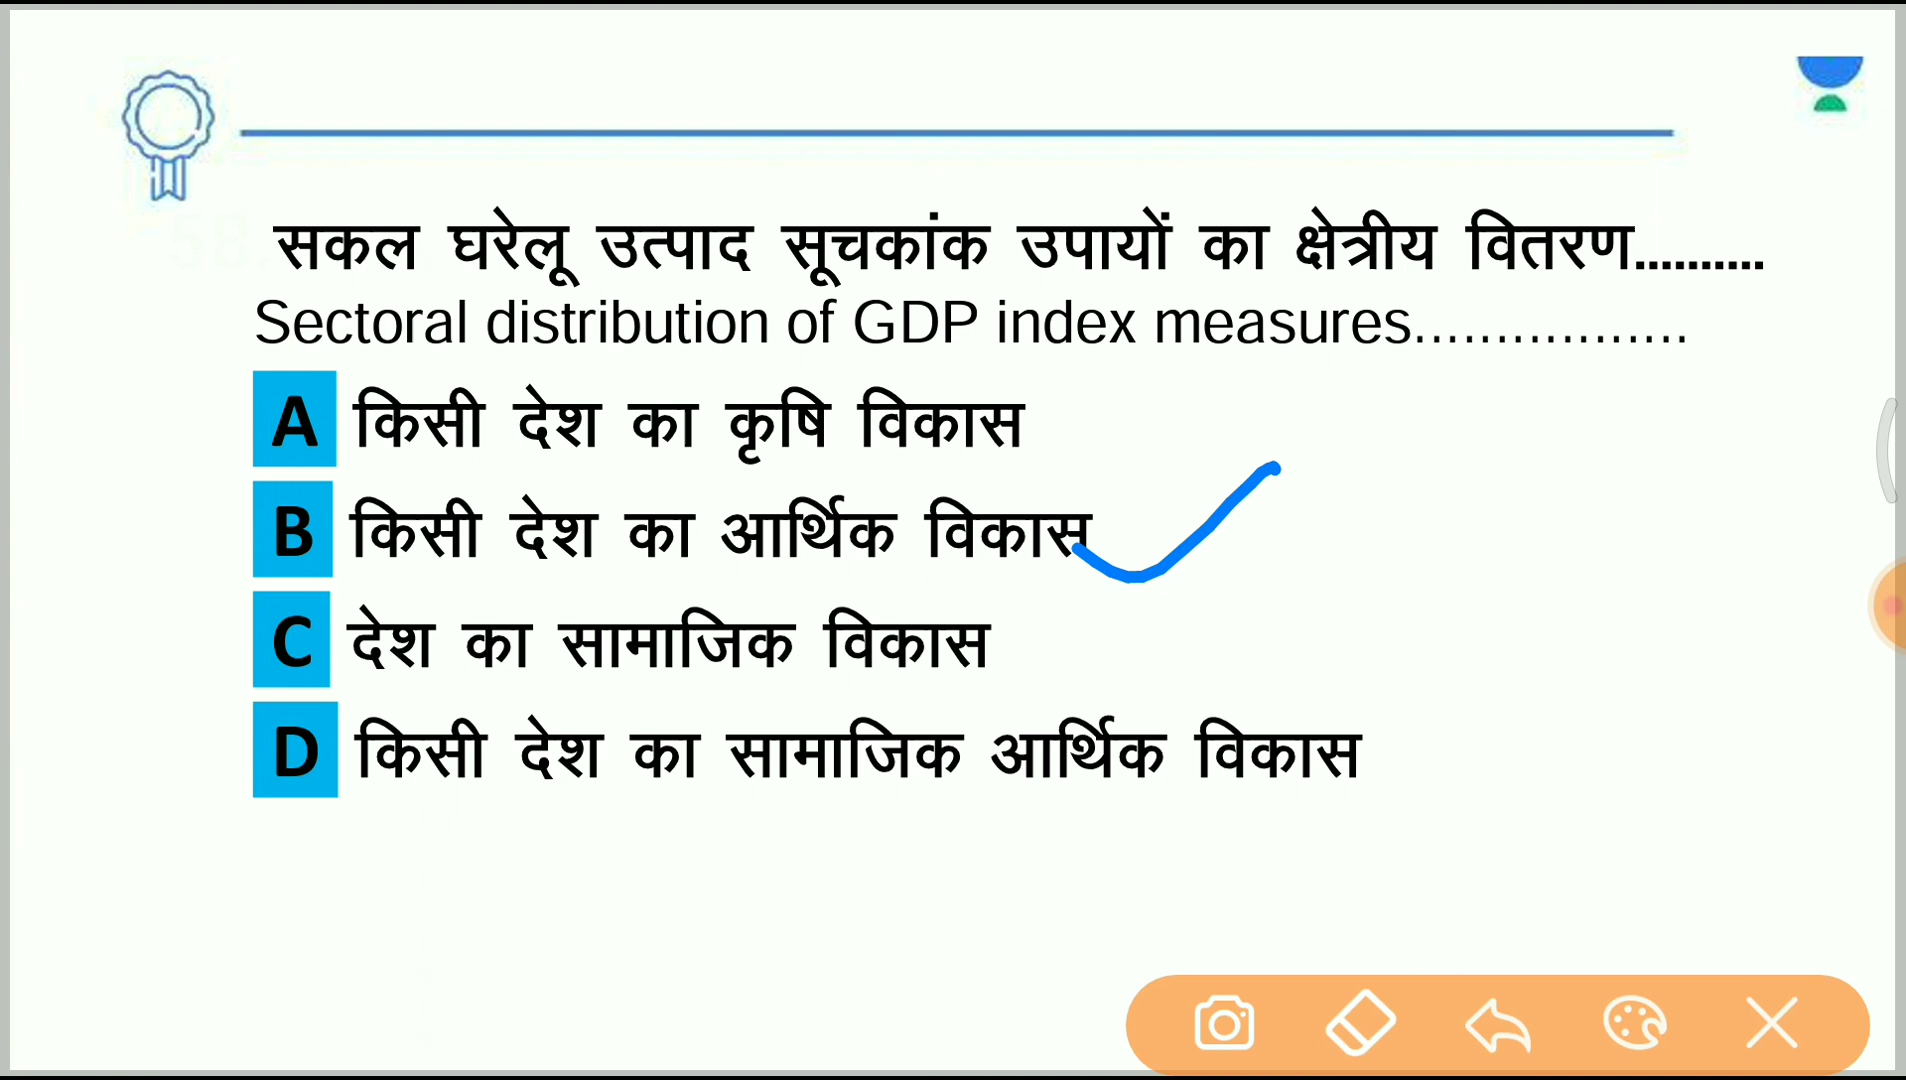 सकल घरेलू उत्पाद सूचकांक उपायों का क्षेत्रीय वितरण..........
Sectoral distribution of GDP index measures.................
A किसी देश का कृषि विकास
B किसी देश का आर्थिक विकास
C देश का सामाजिक विकास
D किसी देश का सामाजिक आर्थिक विकास